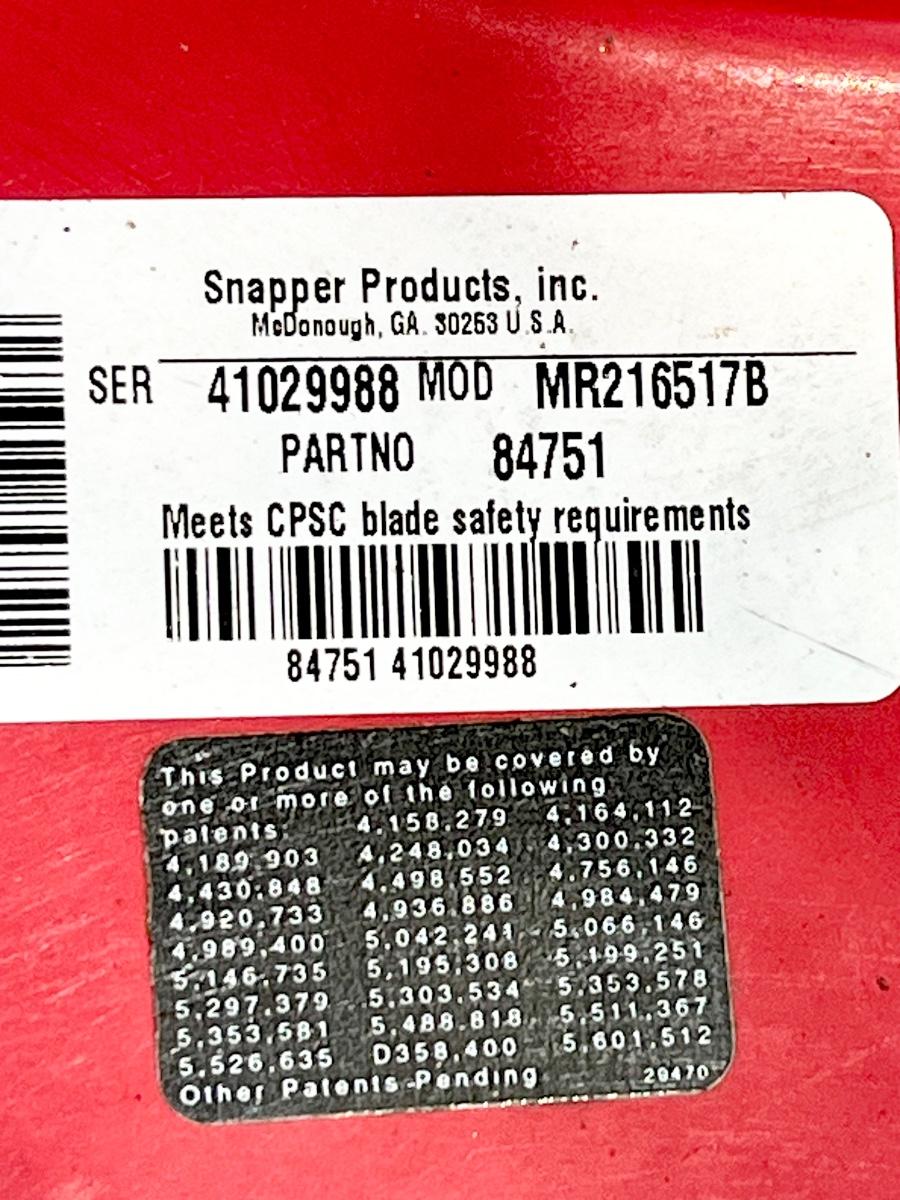 Snapper Products, inc.
McDonough, GA. 30253 U.S.A.
SER 41029988 MOD MR216517B
PARTNO 84751
Meets CPSC blade safety requirements
84751 41029988
This Product may be covered by
one or more of the following
patents: 4,158,279 4,164,112
4,189,903 4,248,034 4,300,332
4,430,848 4,498,552 4,756,146
4,920,733 4,936,886 4,984,479
4,989,400 5,042,241 5,066,146
5,146,735 5,195,308 5,199,251
5,297,379 5,303,534 5,353,578
5,353,581 5,488,818 5,511,367
5,526,635 D358,400 5,601,512
Other Patents Pending 29470